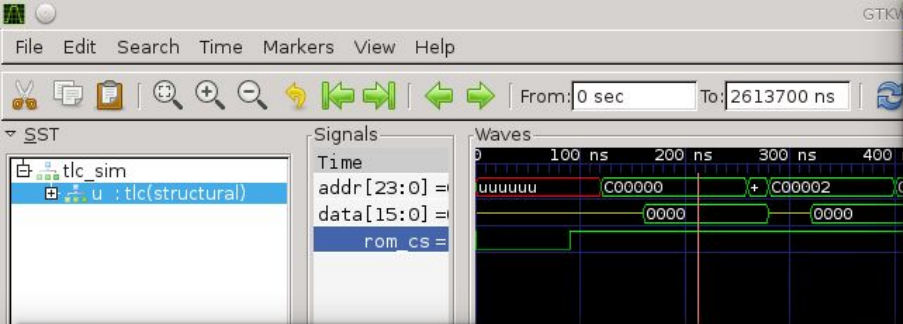 GTKW
File Edit Search Time Markers View Help
From: 0 sec To: 2613700 ns
SST
tlc_sim
u : tlc(structural)
Signals
Time
addr[23:0] =
data[15:0] =
rom_cs =
Waves
0 100 ns 200 ns 300 ns 400
uuuuuu C00000 + C00002
0000 0000